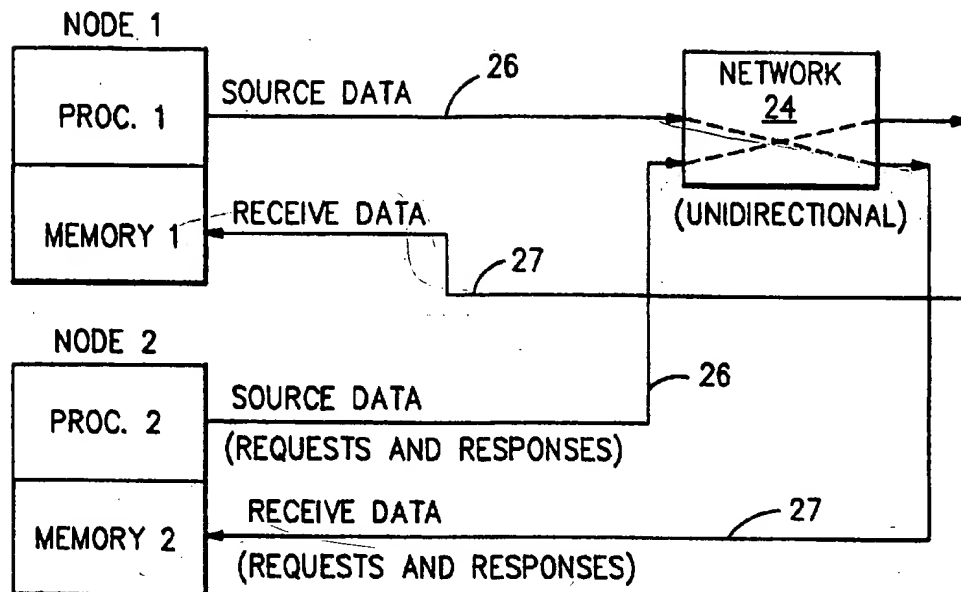 NODE 1
PROC. 1
MEMORY 1
SOURCE DATA
26
NETWORK
24
(UNIDIRECTIONAL)
RECEIVE DATA
27
NODE 2
PROC. 2
MEMORY 2
SOURCE DATA
(REQUESTS AND RESPONSES)
26
RECEIVE DATA
(REQUESTS AND RESPONSES)
27